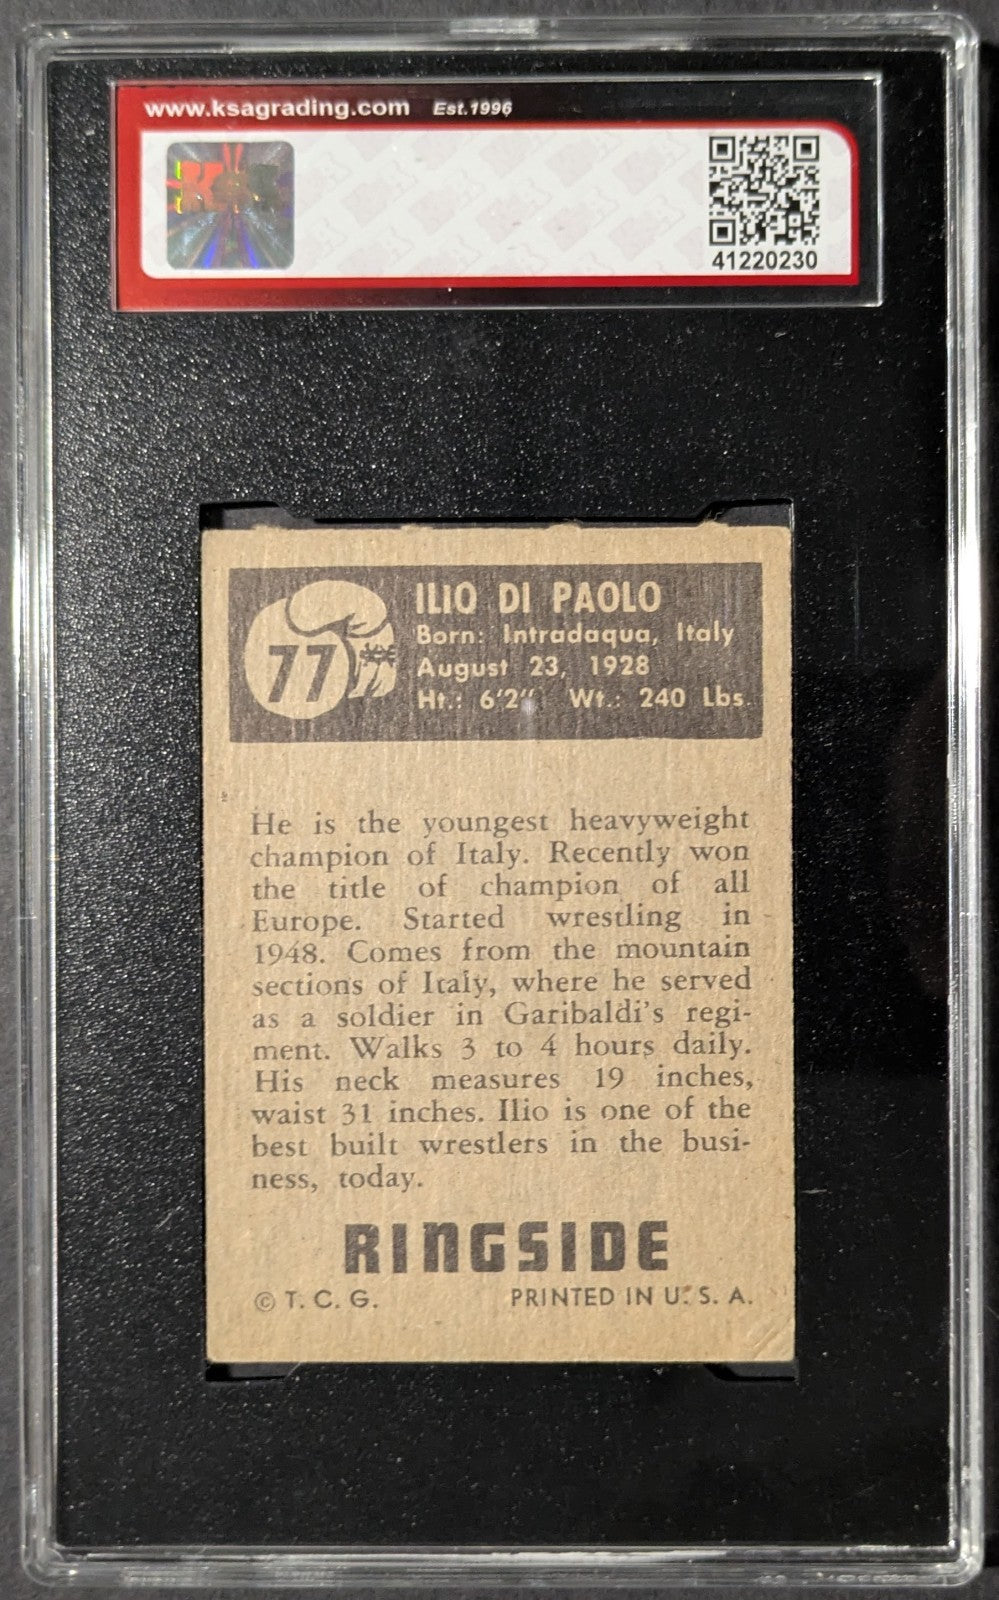 www.ksagrading.com Est.1996
KSA
41220230
77
ILIO DI PAOLO
Born: Intradaqua, Italy
August 23, 1928
Ht.: 6'2" Wt.: 240 Lbs.
He is the youngest heavyweight
champion of Italy. Recently won
the title of champion of all
Europe. Started wrestling in
1948. Comes from the mountain
sections of Italy, where he served
as a soldier in Garibaldi's regi-
ment. Walks 3 to 4 hours daily.
His neck measures 19 inches,
waist 31 inches. Ilio is one of the
best built wrestlers in the busi-
ness, today.
RINGSIDE
© T. C. G. PRINTED IN U. S. A.